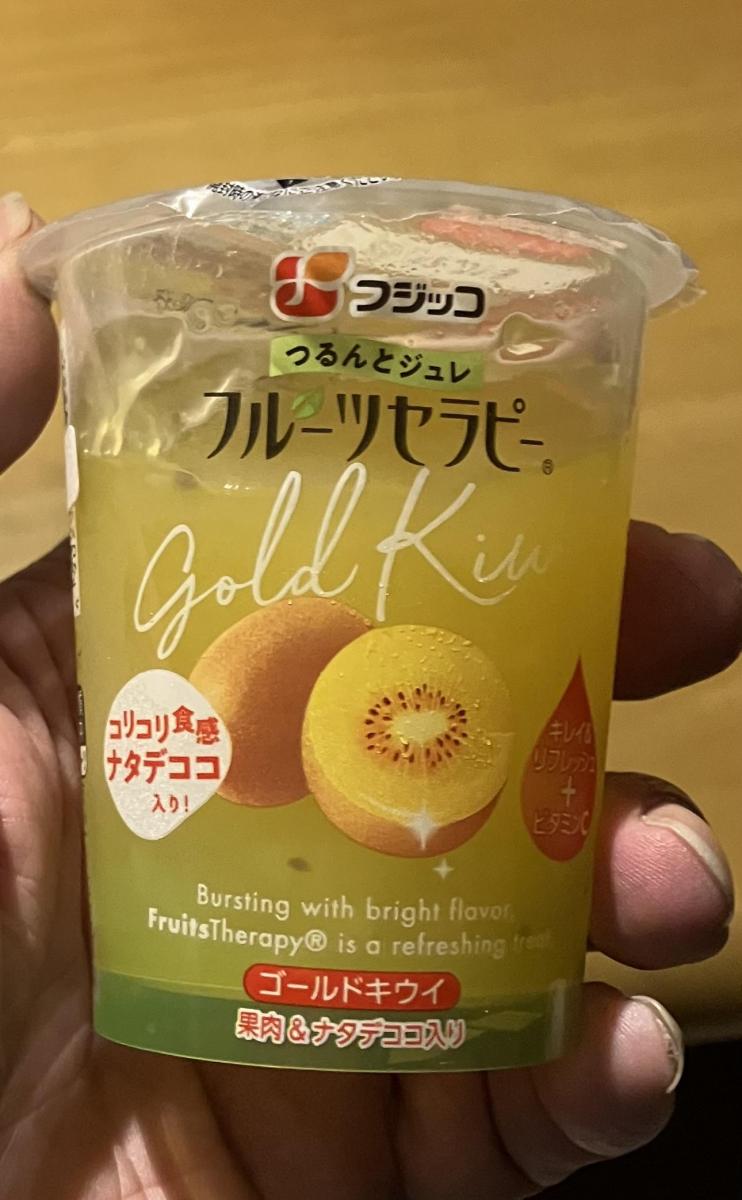 フジッコ
つるんとジュレ
フルーツセラピー®
Gold Kiw
コリコリ食感
ナタデココ
入り!
キレイ&
リフレッシュ
+
ビタミンC
Bursting with bright flavor,
FruitsTherapy® is a refreshing treat.
ゴールドキウイ
果肉&ナタデココ入り